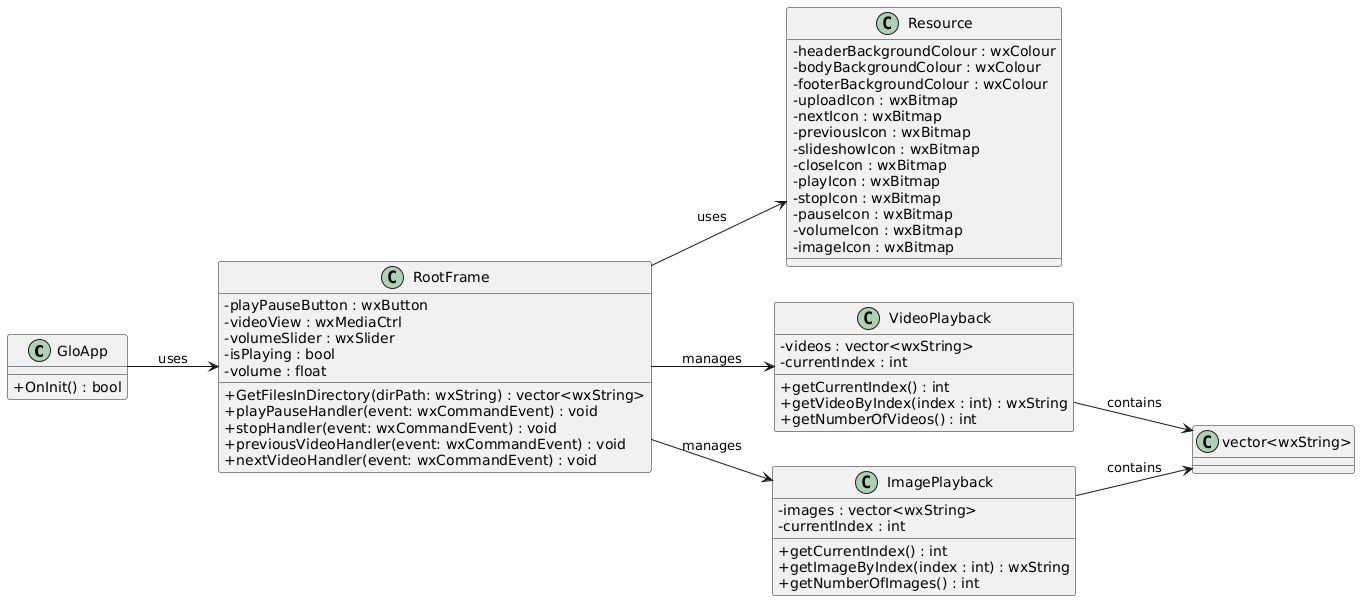 C GloApp
+OnInit() : bool
uses
C RootFrame
-playPauseButton : wxButton
-videoView : wxMediaCtrl
-volumeSlider : wxSlider
-isPlaying : bool
-volume : float
+GetFilesInDirectory(dirPath: wxString) : vector<wxString>
+playPauseHandler(event: wxCommandEvent) : void
+stopHandler(event: wxCommandEvent) : void
+previousVideoHandler(event: wxCommandEvent) : void
+nextVideoHandler(event: wxCommandEvent) : void
uses
C Resource
-headerBackgroundColour : wxColour
-bodyBackgroundColour : wxColour
-footerBackgroundColour : wxColour
-uploadIcon : wxBitmap
-nextIcon : wxBitmap
-previousIcon : wxBitmap
-slideshowIcon : wxBitmap
-closeIcon : wxBitmap
-playIcon : wxBitmap
-stopIcon : wxBitmap
-pauseIcon : wxBitmap
-volumeIcon : wxBitmap
-imageIcon : wxBitmap
manages
C VideoPlayback
-videos : vector<wxString>
-currentIndex : int
+getCurrentIndex() : int
+getVideoByIndex(index : int) : wxString
+getNumberOfVideos() : int
manages
C ImagePlayback
-images : vector<wxString>
-currentIndex : int
+getCurrentIndex() : int
+getImageByIndex(index : int) : wxString
+getNumberOfImages() : int
contains
contains
C vector<wxString>